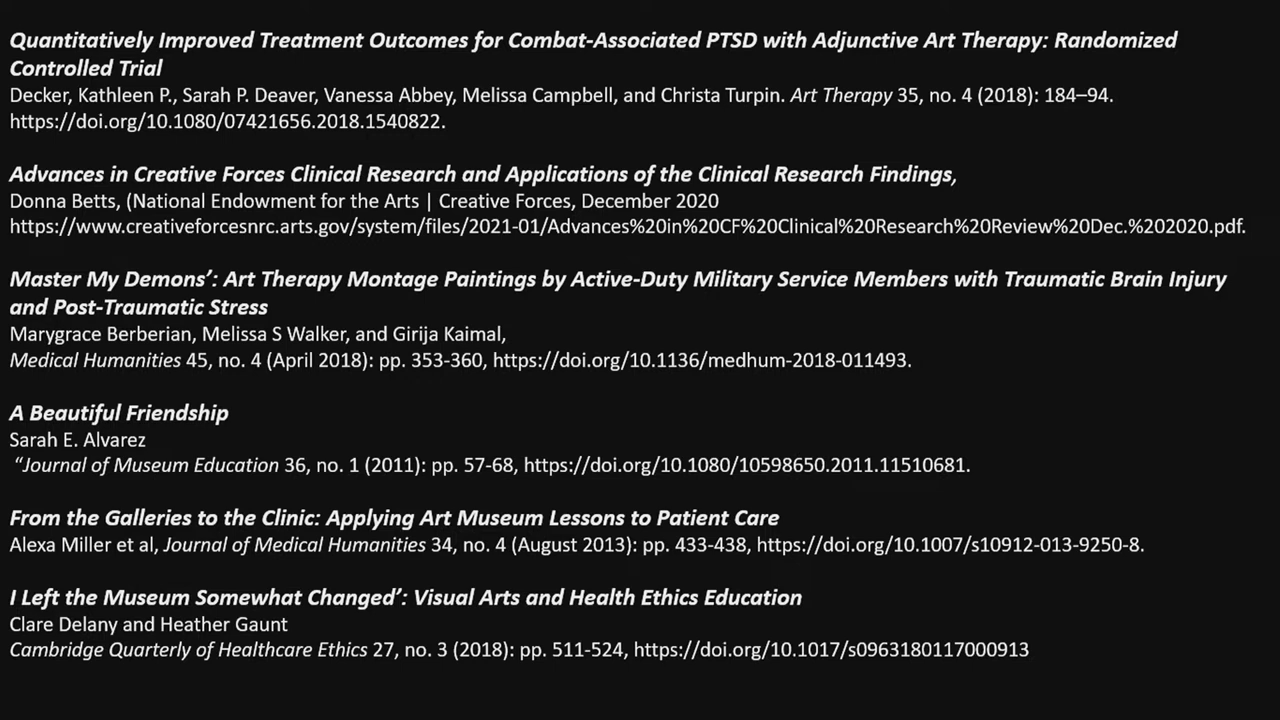 Quantitatively Improved Treatment Outcomes for Combat-Associated PTSD with Adjunctive Art Therapy: Randomized
Controlled Trial
Decker, Kathleen P., Sarah P. Deaver, Vanessa Abbey, Melissa Campbell, and Christa Turpin. Art Therapy 35, no. 4 (2018): 184–94.
https://doi.org/10.1080/07421656.2018.1540822.
Advances in Creative Forces Clinical Research and Applications of the Clinical Research Findings,
Donna Betts, (National Endowment for the Arts | Creative Forces, December 2020
https://www.creativeforcesnrc.arts.gov/system/files/2021-01/Advances%20in%20CF%20Clinical%20Research%20Review%20Dec.%202020.pdf.
Master My Demons’: Art Therapy Montage Paintings by Active-Duty Military Service Members with Traumatic Brain Injury
and Post-Traumatic Stress
Marygrace Berberian, Melissa S Walker, and Girija Kaimal,
Medical Humanities 45, no. 4 (April 2018): pp. 353-360, https://doi.org/10.1136/medhum-2018-011493.
A Beautiful Friendship
Sarah E. Alvarez
“Journal of Museum Education 36, no. 1 (2011): pp. 57-68, https://doi.org/10.1080/10598650.2011.11510681.
From the Galleries to the Clinic: Applying Art Museum Lessons to Patient Care
Alexa Miller et al, Journal of Medical Humanities 34, no. 4 (August 2013): pp. 433-438, https://doi.org/10.1007/s10912-013-9250-8.
I Left the Museum Somewhat Changed’: Visual Arts and Health Ethics Education
Clare Delany and Heather Gaunt
Cambridge Quarterly of Healthcare Ethics 27, no. 3 (2018): pp. 511-524, https://doi.org/10.1017/s0963180117000913